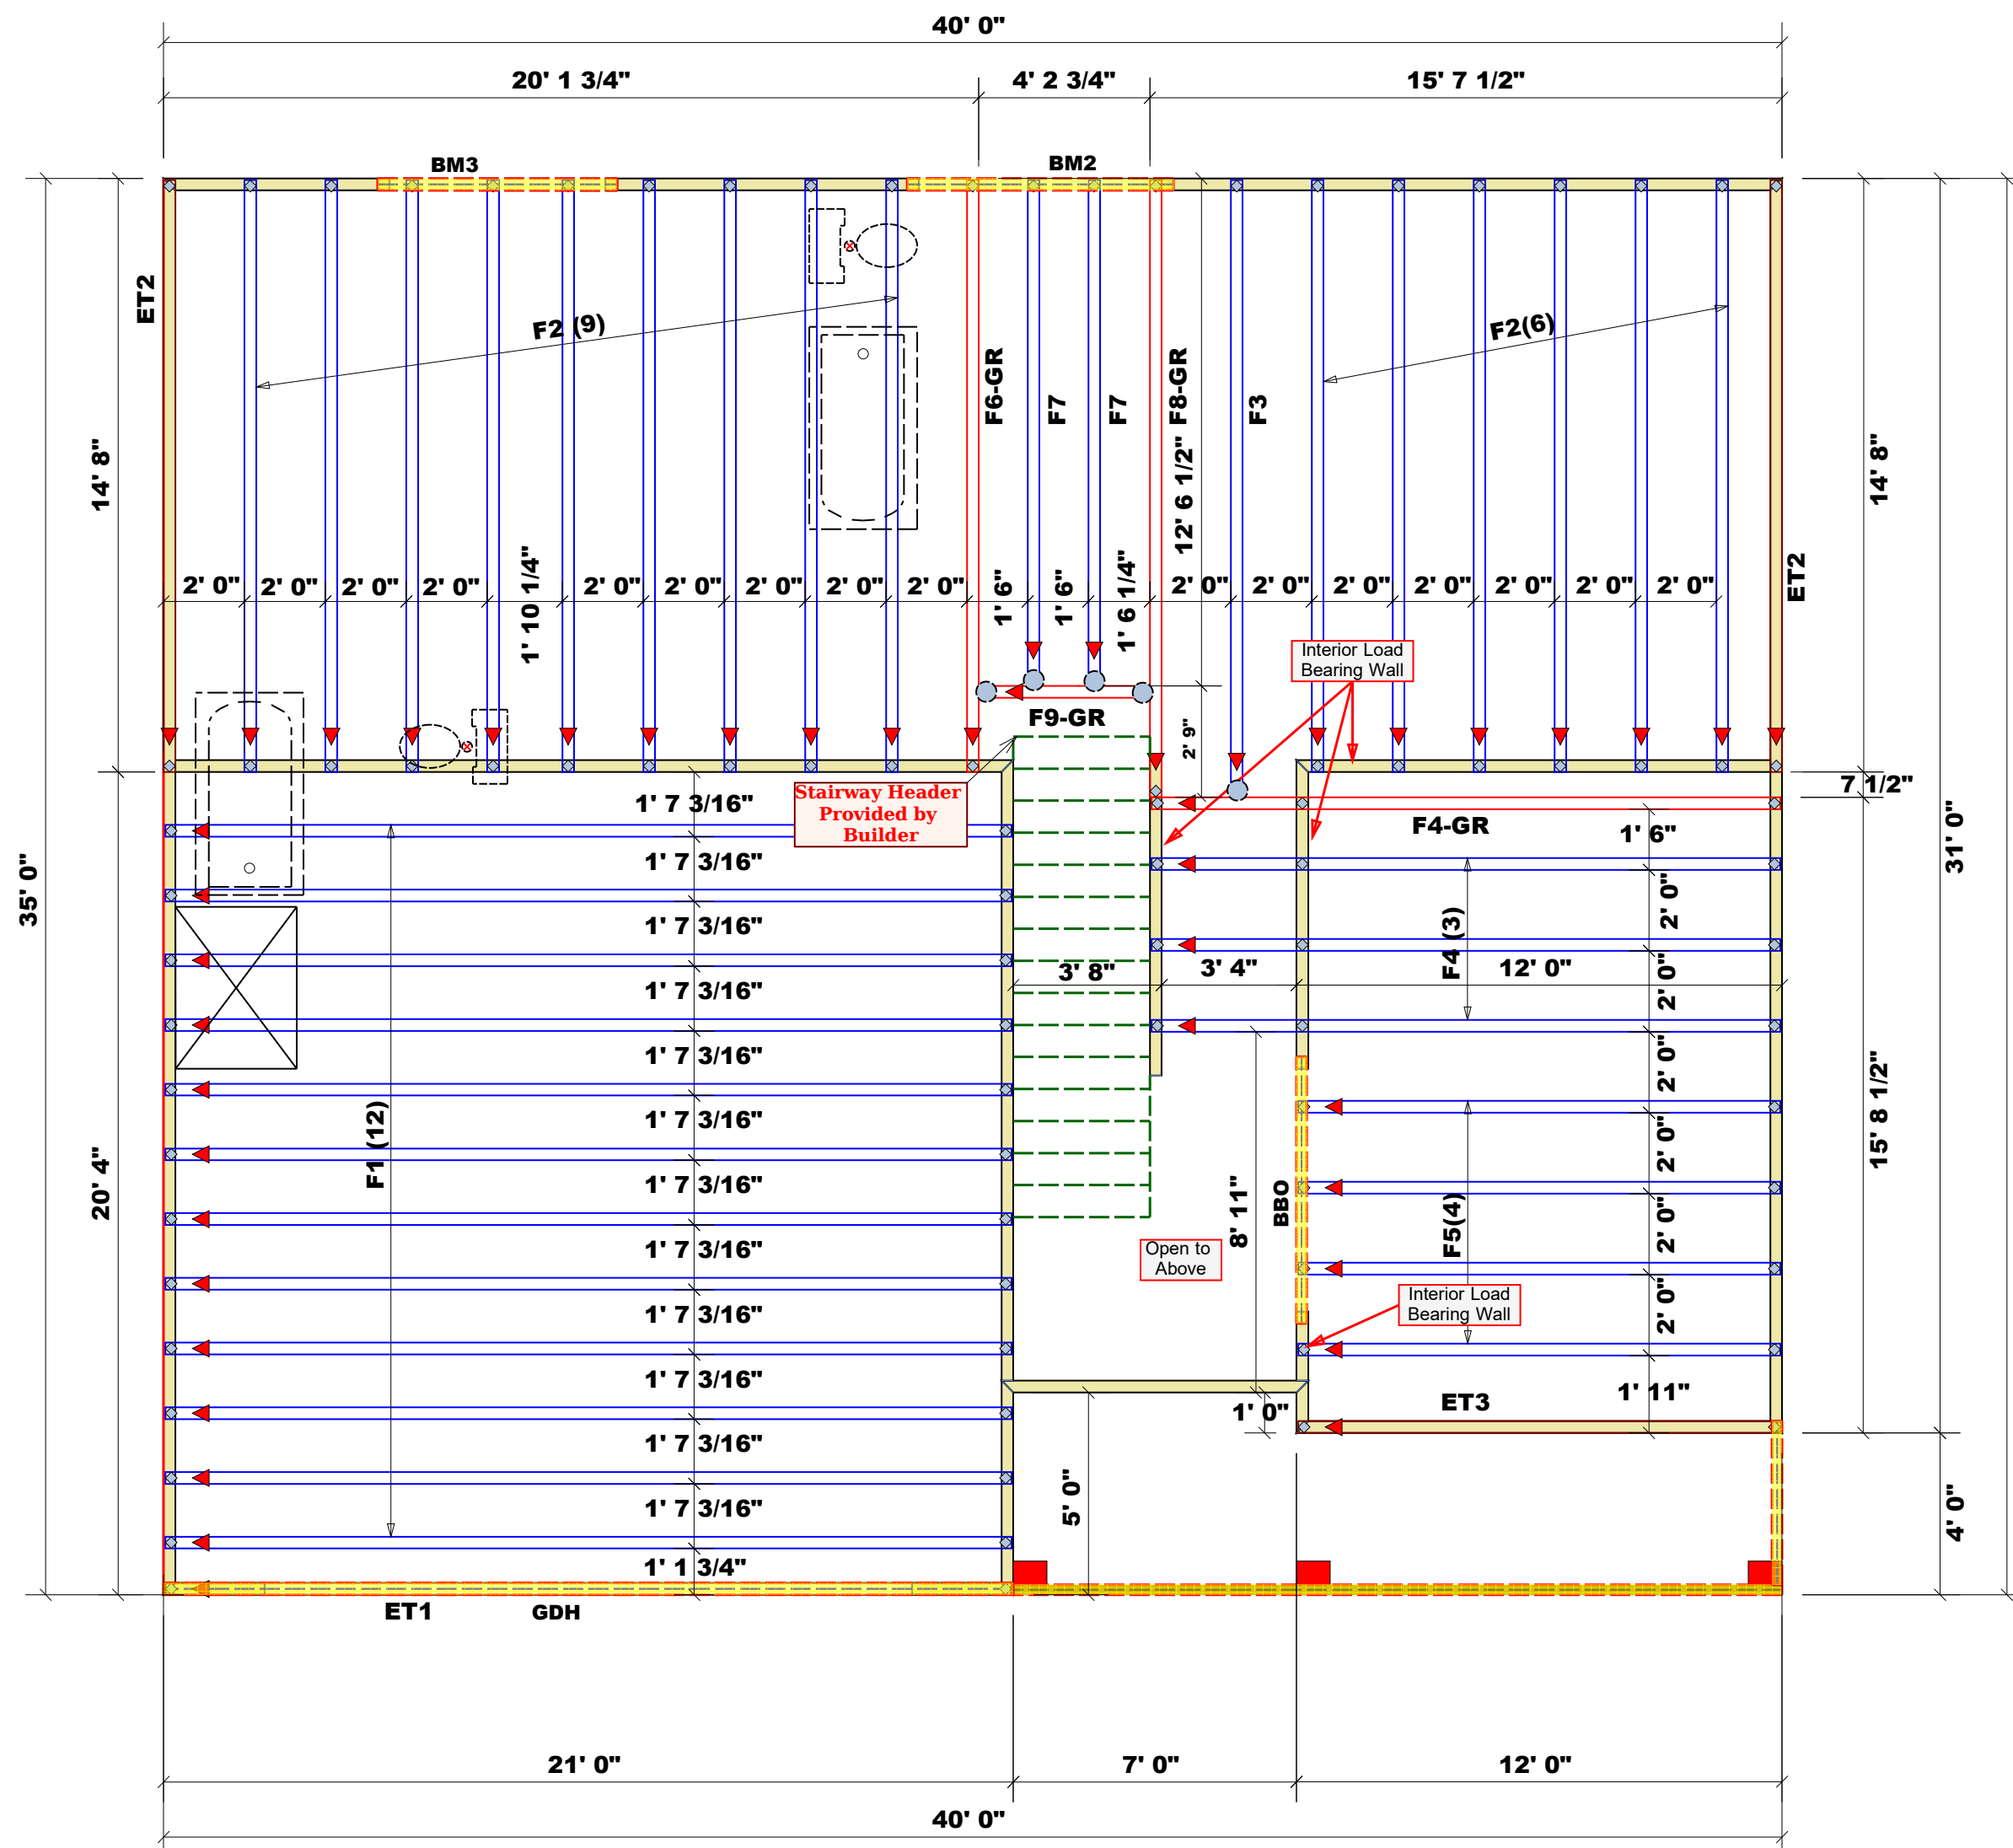 40' 0"
20' 1 3/4"
4' 2 3/4"
15' 7 1/2"
BM3
BM2
ET2
F2 (9)
F2(6)
F6-GR
F7
F7
F8-GR
F3
14' 8"
12' 6 1/2"
14' 8"
2' 0"
2' 0"
2' 0"
2' 0"
1' 10 1/4"
2' 0"
2' 0"
2' 0"
2' 0"
2' 0"
1' 6"
1' 6"
1' 6 1/4"
2' 0"
2' 0"
2' 0"
2' 0"
2' 0"
2' 0"
2' 0"
ET2
Interior Load
Bearing Wall
F9-GR
2' 9"
Stairway Header
Provided by
Builder
7 1/2"
F4-GR
1' 6"
1' 7 3/16"
1' 7 3/16"
1' 7 3/16"
1' 7 3/16"
1' 7 3/16"
1' 7 3/16"
1' 7 3/16"
1' 7 3/16"
1' 7 3/16"
1' 7 3/16"
1' 7 3/16"
1' 7 3/16"
1' 1 3/4"
35' 0"
31' 0"
2' 0"
F4 (3)
3' 8"
3' 4"
12' 0"
2' 0"
2' 0"
F1 (12)
20' 4"
15' 8 1/2"
2' 0"
8' 11"
BBO
F5(4)
2' 0"
Open to
Above
2' 0"
Interior Load
Bearing Wall
1' 11"
ET3
1' 0"
5' 0"
4' 0"
ET1
GDH
21' 0"
7' 0"
12' 0"
40' 0"